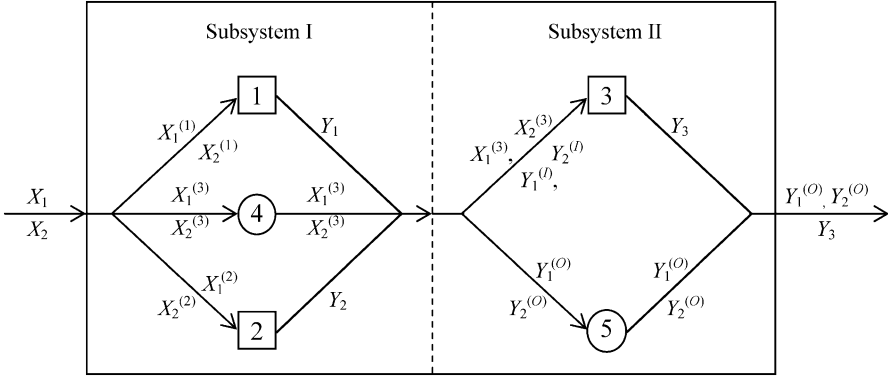 Subsystem I
Subsystem II
1
3
X₁⁽¹⁾
X₂⁽¹⁾
Y₁
X₁⁽³⁾, X₂⁽³⁾
Y₁⁽ᴵ⁾, Y₂⁽ᴵ⁾
Y₃
X₁
X₂
X₁⁽³⁾
X₂⁽³⁾
4
X₁⁽³⁾
X₂⁽³⁾
Y₁⁽ᴼ⁾, Y₂⁽ᴼ⁾
Y₃
X₁⁽²⁾
X₂⁽²⁾
Y₂
Y₁⁽ᴼ⁾
Y₂⁽ᴼ⁾
Y₁⁽ᴼ⁾
Y₂⁽ᴼ⁾
2
5